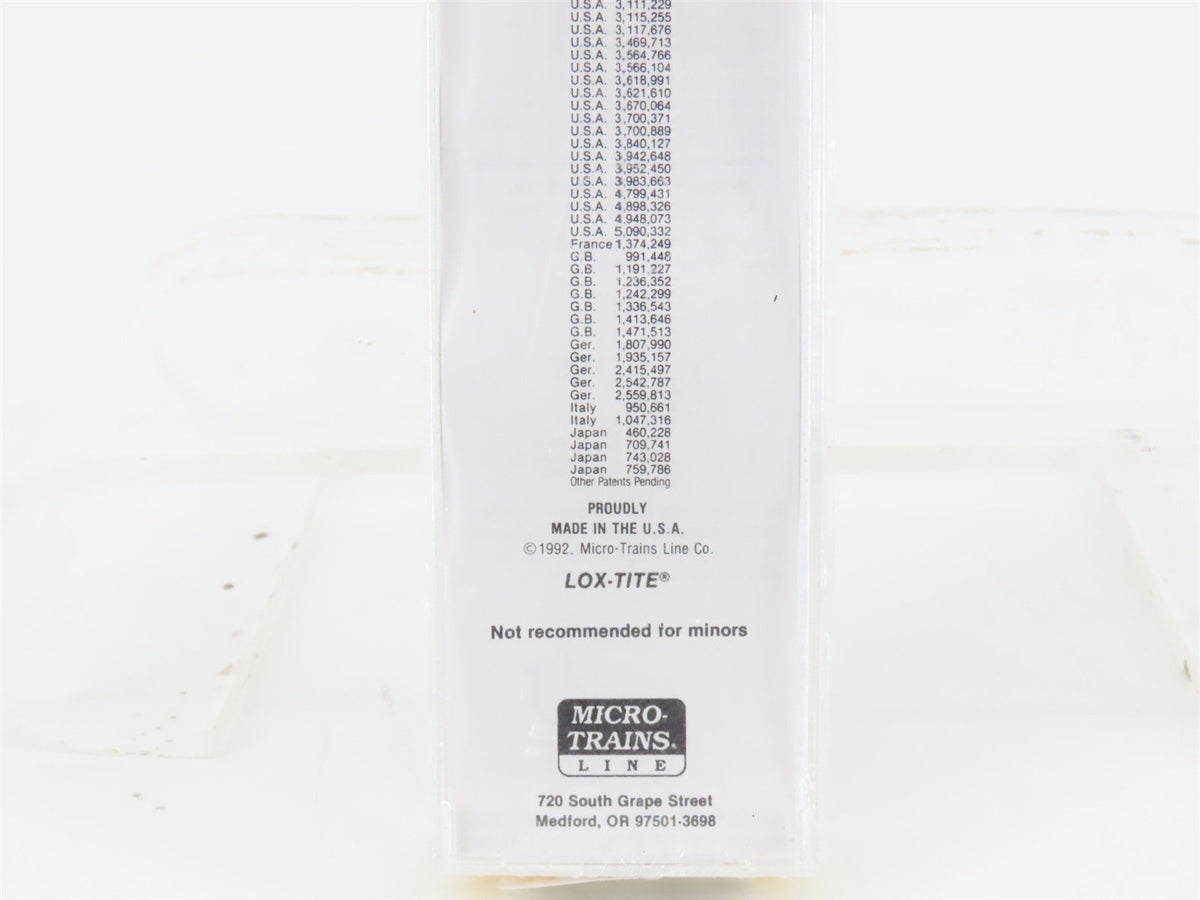 U.S.A. 3,111,229
U.S.A. 3,115,255
U.S.A. 3,117,676
U.S.A. 3,469,713
U.S.A. 3,564,766
U.S.A. 3,566,104
U.S.A. 3,618,991
U.S.A. 3,621,610
U.S.A. 3,670,064
U.S.A. 3,700,371
U.S.A. 3,700,889
U.S.A. 3,840,127
U.S.A. 3,942,648
U.S.A. 3,952,450
U.S.A. 3,983,663
U.S.A. 4,799,431
U.S.A. 4,898,326
U.S.A. 4,948,073
U.S.A. 5,090,332
France 1,374,249
G.B. 991,448
G.B. 1,191,227
G.B. 1,236,352
G.B. 1,242,299
G.B. 1,336,543
G.B. 1,413,646
G.B. 1,471,513
Ger. 1,807,990
Ger. 1,935,157
Ger. 2,415,497
Ger. 2,542,787
Ger. 2,559,813
Italy 950,661
Italy 1,047,316
Japan 460,228
Japan 709,741
Japan 743,028
Japan 759,786
Other Patents Pending
PROUDLY
MADE IN THE U.S.A.
©1992, Micro-Trains Line Co.
LOX-TITE®
Not recommended for minors
MICRO-
TRAINS®
LINE
720 South Grape Street
Medford, OR 97501-3698